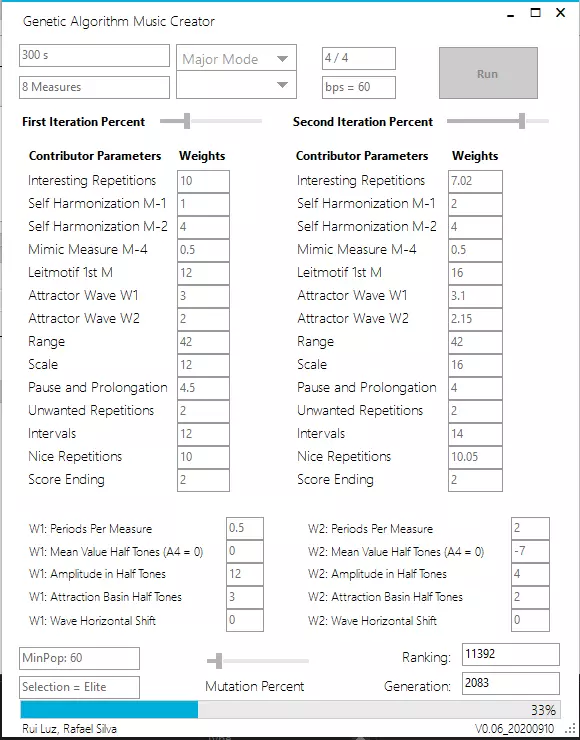 Genetic Algorithm Music Creator
300 s Major Mode 4 / 4 Run
8 Measures bps = 60
First Iteration Percent Second Iteration Percent
Contributor Parameters Weights Contributor Parameters Weights
Interesting Repetitions 10 Interesting Repetitions 7.02
Self Harmonization M-1 1 Self Harmonization M-1 2
Self Harmonization M-2 4 Self Harmonization M-2 4
Mimic Measure M-4 0.5 Mimic Measure M-4 0.5
Leitmotif 1st M 12 Leitmotif 1st M 16
Attractor Wave W1 3 Attractor Wave W1 3.1
Attractor Wave W2 2 Attractor Wave W2 2.15
Range 42 Range 42
Scale 12 Scale 16
Pause and Prolongation 4.5 Pause and Prolongation 4
Unwanted Repetitions 2 Unwanted Repetitions 2
Intervals 12 Intervals 14
Nice Repetitions 10 Nice Repetitions 10.05
Score Ending 2 Score Ending 2
W1: Periods Per Measure 0.5 W2: Periods Per Measure 2
W1: Mean Value Half Tones (A4 = 0) 0 W2: Mean Value Half Tones (A4 = 0) -7
W1: Amplitude in Half Tones 12 W2: Amplitude in Half Tones 4
W1: Attraction Basin Half Tones 3 W2: Attraction Basin Half Tones 2
W1: Wave Horizontal Shift 0 W2: Wave Horizontal Shift 0
MinPop: 60 Ranking: 11392
Selection = Elite Mutation Percent Generation: 2083
33%
Rui Luz, Rafael Silva V0.06_20200910